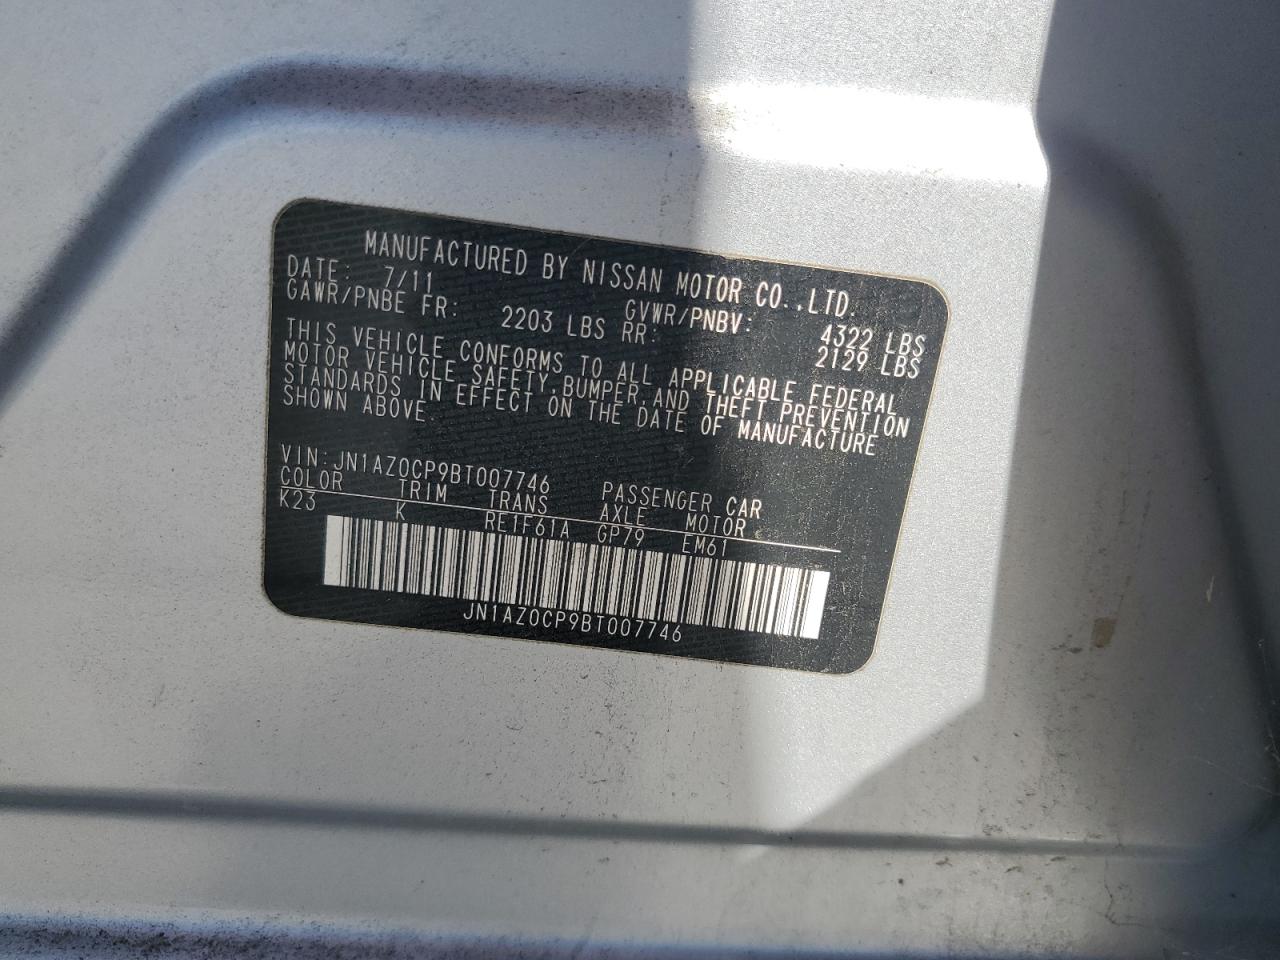 MANUFACTURED BY NISSAN MOTOR CO.,LTD.
DATE: 7/11 GVWR/PNBV: 4322 LBS
GAWR/PNBE FR: 2203 LBS RR: 2129 LBS
THIS VEHICLE CONFORMS TO ALL APPLICABLE FEDERAL
MOTOR VEHICLE SAFETY,BUMPER,AND THEFT PREVENTION
STANDARDS IN EFFECT ON THE DATE OF MANUFACTURE
SHOWN ABOVE.
VIN:JN1AZ0CP9BT007746 PASSENGER CAR
COLOR TRIM TRANS AXLE MOTOR
K23 K RE1F61A GP79 EM61
JN1AZ0CP9BT007746